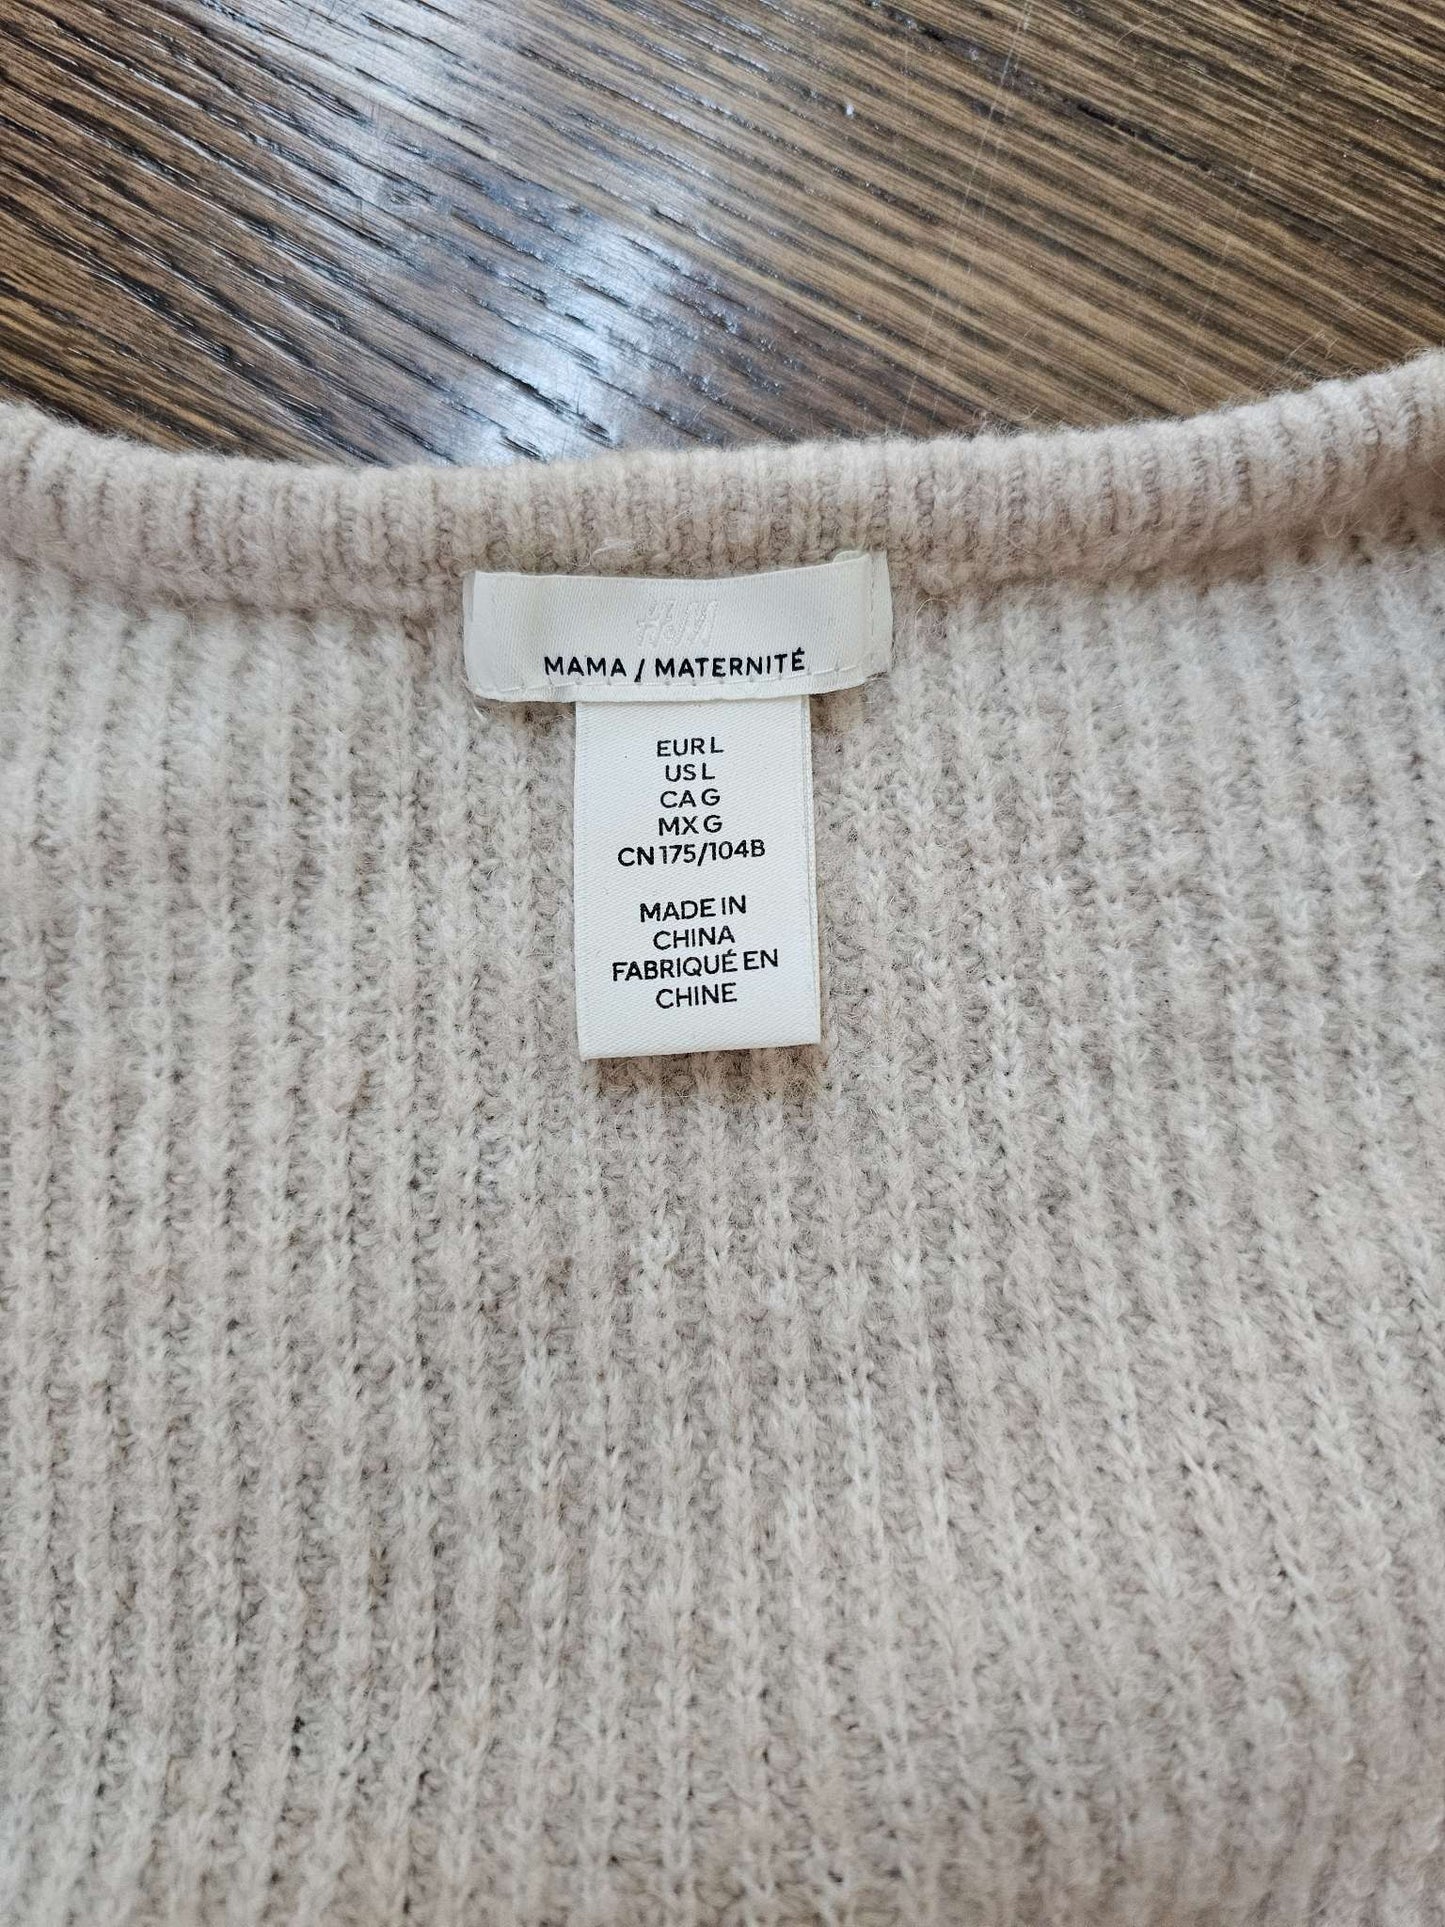 H&M
MAMA / MATERNITÉ
EUR L
US L
CA G
MX G
CN 175/104B
MADE IN
CHINA
FABRIQUÉ EN
CHINE